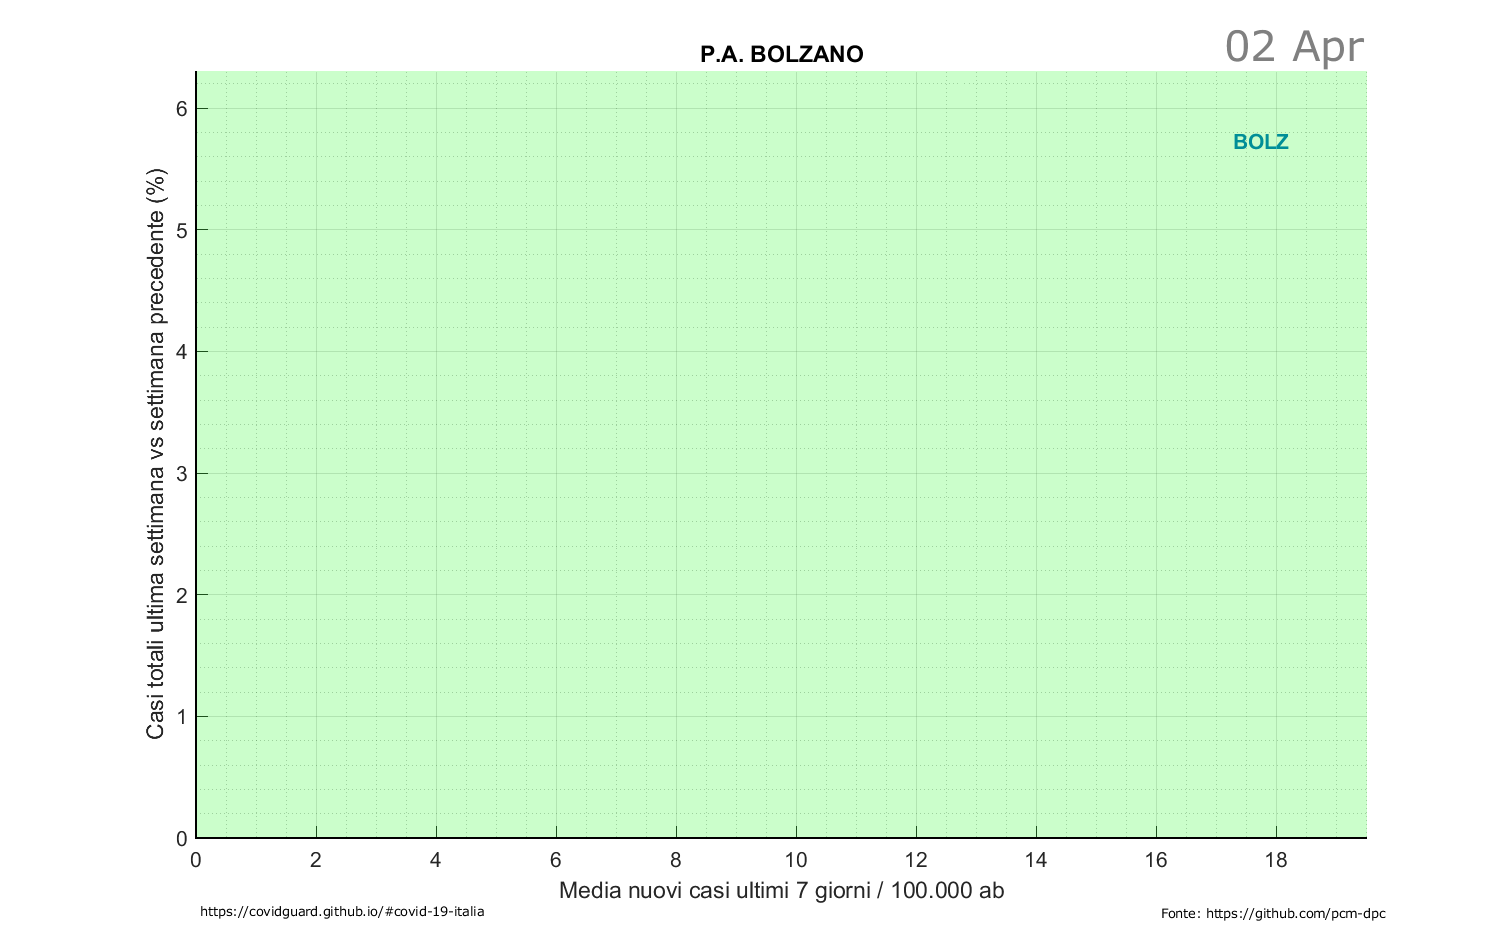 02 Apr
P.A. BOLZANO
6
BOLZ
5
4
3
2
1
0
Casi totali ultima settimana vs settimana precedente (%)
0 2 4 6 8 10 12 14 16 18
Media nuovi casi ultimi 7 giorni / 100.000 ab
https://covidguard.github.io/#covid-19-italia
Fonte: https://github.com/pcm-dpc